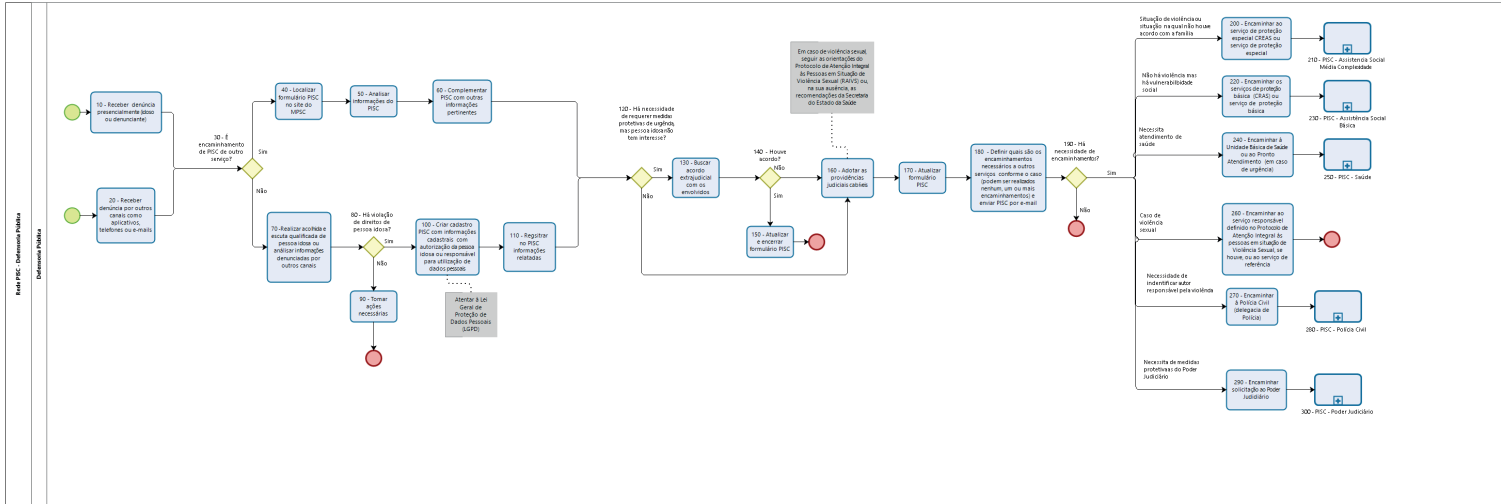 Rede PISC - Defensoria Pública
Defensoria Pública
10 - Receber denúncia
presencialmente (idoso
ou denunciante)
20 - Receber
denúncia por outros
canais como
aplicativos,
telefones ou e-mails
30 - É
encaminhamento
de PISC de outro
serviço?
Sim
Não
40 - Localizar
formulário PISC
no site do
MPSC
50 - Analisar
informações do
PISC
60 - Complementar
PISC com outras
informações
pertinentes
70 -Realizar acolhida e
escuta qualificada de
pessoa idosa ou
análisar informações
denunciadas por
outros canais
80 - Há violação
de direitos de
pessoa idosa?
Sim
Não
90 - Tomar
ações
necessárias
100 - Criar cadastro
PISC com informações
cadastrais com
autorização da pessoa
idosa ou responsável
para utilização de
dados pessoais
Atentar à Lei
Geral de
Proteção de
Dados Pessoais
(LGPD)
110 - Registrar
no PISC
informações
relatadas
120 - Há necessidade
de requerer medidas
protetivas de urgência,
mas pessoa idosa não
tem interesse?
Sim
Não
130 - Buscar
acordo
extrajudicial
com os
envolvidos
140 - Houve
acordo?
Não
Sim
150 - Atualizar
e encerrar
formulário PISC
Em caso de violência sexual,
seguir as orientações do
Protocolo de Atenção Integral
às Pessoas em Situação de
Violência Sexual (RAIVS) ou,
na sua ausência, as
recomendações da Secretara
do Estado da Saúde
160 - Adotar as
providências
judiciais cabíveis
170 - Atualizar
formulário
PISC
180 - Definir quais são os
encaminhamentos
necessários a outros
serviços. conforme o caso
(podem ser realizados
nenhum, um ou mais
encaminhamentos) e
enviar PISC por e-mail
190 - Há
necessidade de
encaminhamentos?
Sim
Não
Situação de violência ou
situação na qual não houve
acordo com a família
200 - Encaminhar ao
serviço de proteção
especial CREAS ou
serviço de proteção
especial
210 - PISC - Assistencia Social
Média Complexidade
Não há violência mas
há vulnerabilbidade
social
220 - Encaminhar os
serviços de proteção
básica (CRAS) ou
serviço de proteção
básica
230 - PISC - Assistência Social
Básica
Necessita
atendimento de
saúde
240 - Encaminhar à
Unidade Básica de Saúde
ou ao Pronto
Atendimento (em caso
de urgência)
250 - PISC - Saúde
Caso de
violência
sexual
260 - Encaminhar ao
serviço responsável
definido no Protocolo de
Atenção integral às
pessoas em situação de
Violência Sexual, se
houve, ou ao serviço de
referência
Necessidade de
indentificar autor
responsável pela violência
270 - Encaminhar
à Polícia Civil
(delegacia de
Polícia)
280 - PISC - Polícia Civil
Necessita de medidas
protetivaas do Poder
Judiciário
290 - Encaminhar
solicitação ao Poder
Judiciário
300 - PISC - Poder Judiciário